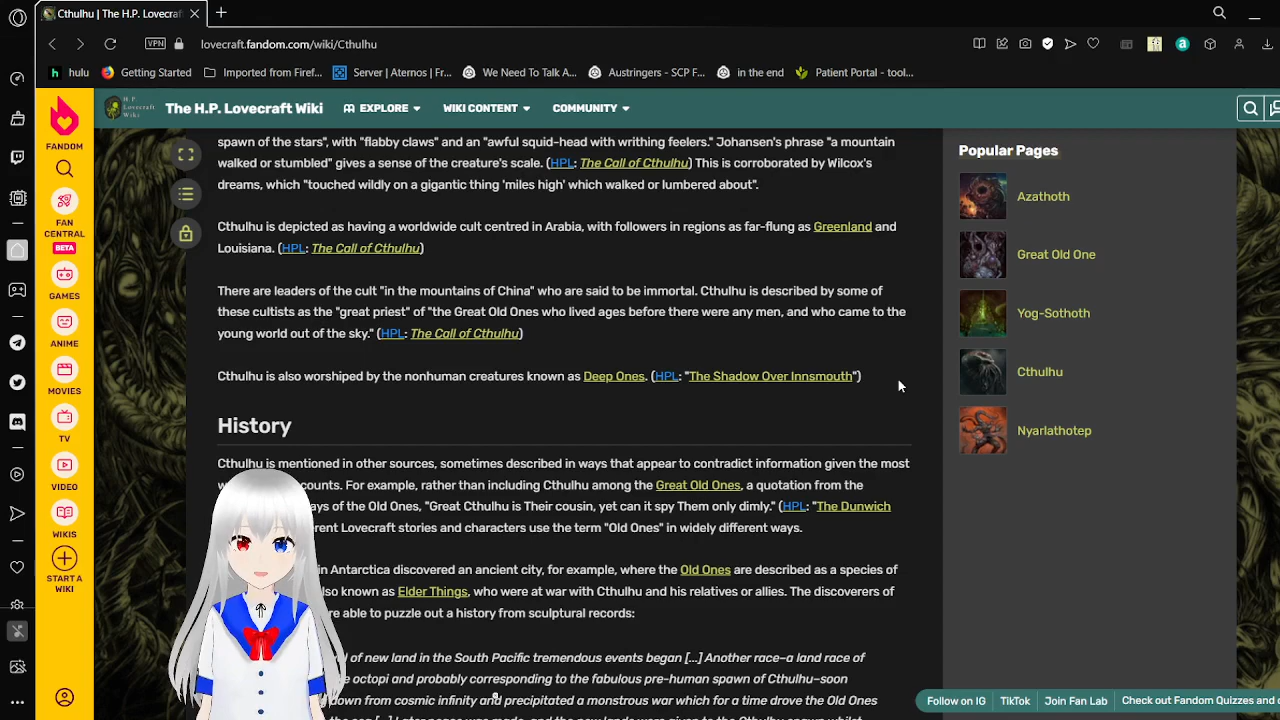 Cthulhu | The H.P. Lovecraft
VPN
lovecraft.fandom.com/wiki/Cthulhu
hulu
Getting Started
Imported from Firef...
Server | Aternos | Fr...
We Need To Talk A...
Austringers - SCP F...
in the end
Patient Portal - tool...
H.P.
Lovecraft
Wiki
The H.P. Lovecraft Wiki
EXPLORE
WIKI CONTENT
COMMUNITY
FANDOM
FAN
CENTRAL
BETA
GAMES
ANIME
MOVIES
TV
VIDEO
WIKIS
START A
WIKI
spawn of the stars", with "flabby claws" and an "awful squid-head with writhing feelers." Johansen's phrase "a mountain
walked or stumbled" gives a sense of the creature's scale. (HPL: The Call of Cthulhu) This is corroborated by Wilcox's
dreams, which "touched wildly on a gigantic thing 'miles high' which walked or lumbered about".
Cthulhu is depicted as having a worldwide cult centred in Arabia, with followers in regions as far-flung as Greenland and
Louisiana. (HPL: The Call of Cthulhu)
There are leaders of the cult "in the mountains of China" who are said to be immortal. Cthulhu is described by some of
these cultists as the "great priest" of "the Great Old Ones who lived ages before there were any men, and who came to the
young world out of the sky." (HPL: The Call of Cthulhu)
Cthulhu is also worshiped by the nonhuman creatures known as Deep Ones. (HPL: "The Shadow Over Innsmouth")
History
Cthulhu is mentioned in other sources, sometimes described in ways that appear to contradict information given the most
counts. For example, rather than including Cthulhu among the Great Old Ones, a quotation from the
ays of the Old Ones, "Great Cthulhu is Their cousin, yet can it spy Them only dimly." (HPL: "The Dunwich
rent Lovecraft stories and characters use the term "Old Ones" in widely different ways.
in Antarctica discovered an ancient city, for example, where the Old Ones are described as a species of
lso known as Elder Things, who were at war with Cthulhu and his relatives or allies. The discoverers of
re able to puzzle out a history from sculptural records:
of new land in the South Pacific tremendous events began [...] Another race–a land race of
octopi and probably corresponding to the fabulous pre-human spawn of Cthulhu–soon
down from cosmic infinity and precipitated a monstrous war which for a time drove the Old Ones
Popular Pages
Azathoth
Great Old One
Yog-Sothoth
Cthulhu
Nyarlathotep
Follow on IG
TikTok
Join Fan Lab
Check out Fandom Quizzes and